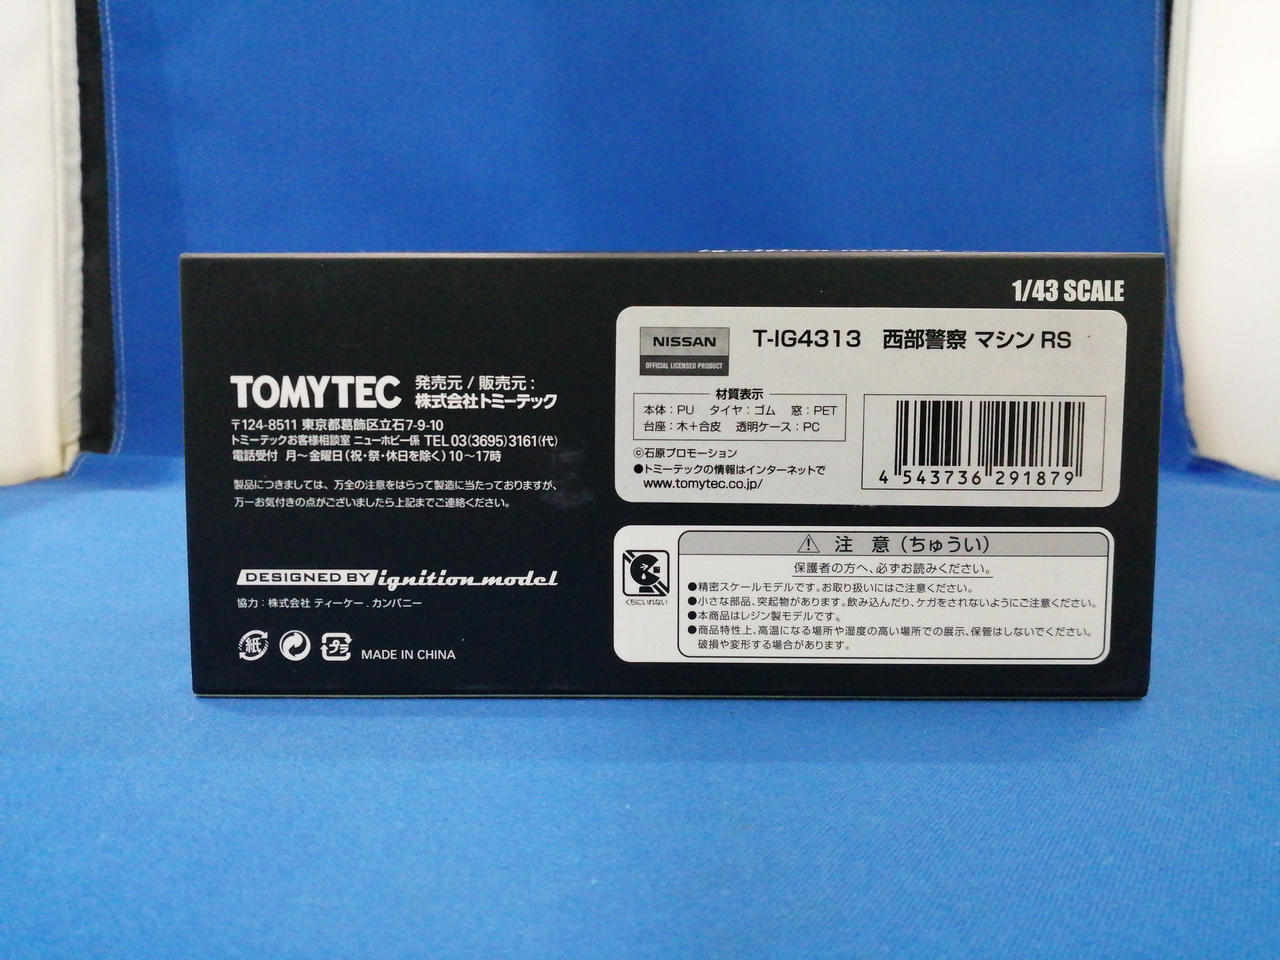 1/43 SCALE
TOMYTEC
発売元 / 販売元：
株式会社トミーテック
〒124-8511 東京都葛飾区立石7-9-10
トミーテックお客様相談室 ニューホビー係 TEL 03(3695)3161(代)
電話受付 月～金曜日(祝・祭・休日を除く) 10～17時
製品につきましては、万全の注意をはらって製造に当たっておりますが、
万一お気付きの点がございましたら上記までご連絡ください。
DESIGNED BY ignition model
協力：株式会社 ティーケー．カンパニー
紙
プラ
MADE IN CHINA
NISSAN
OFFICIAL LICENSED PRODUCT
T-IG4313 西部警察 マシン RS
材質表示
本体：PU タイヤ：ゴム 窓：PET
台座：木＋合皮 透明ケース：PC
©石原プロモーション
●トミーテックの情報はインターネットで
www.tomytec.co.jp/
4 543736 291879
注 意（ちゅうい）
保護者の方へ、必ずお読みください。
くちにいれない
●精密スケールモデルです。お取り扱いにはご注意ください。
●小さな部品、突起物があります。飲み込んだり、ケガをされないようにご注意ください。
●本商品はレジン製モデルです。
●商品特性上、高温になる場所や湿度の高い場所での展示、保管はしないでください。
破損や変形する場合があります。